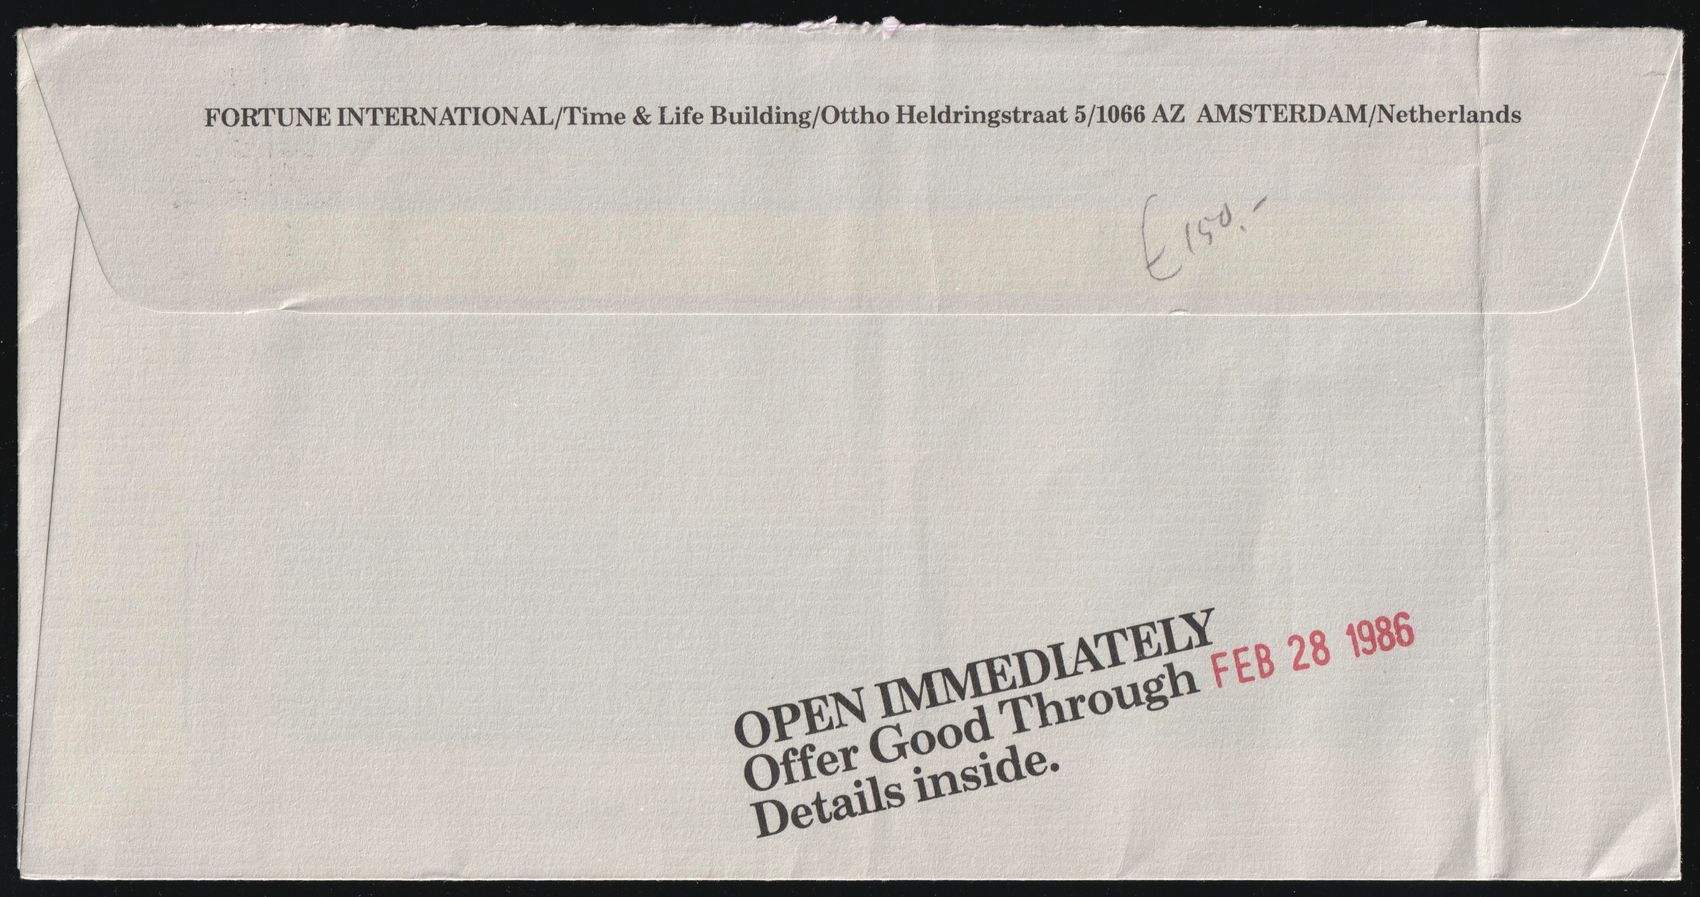 FORTUNE INTERNATIONAL/Time & Life Building/Ottho Heldringstraat 5/1066 AZ AMSTERDAM/Netherlands
£150.-
OPEN IMMEDIATELY
Offer Good Through FEB 28 1986
Details inside.